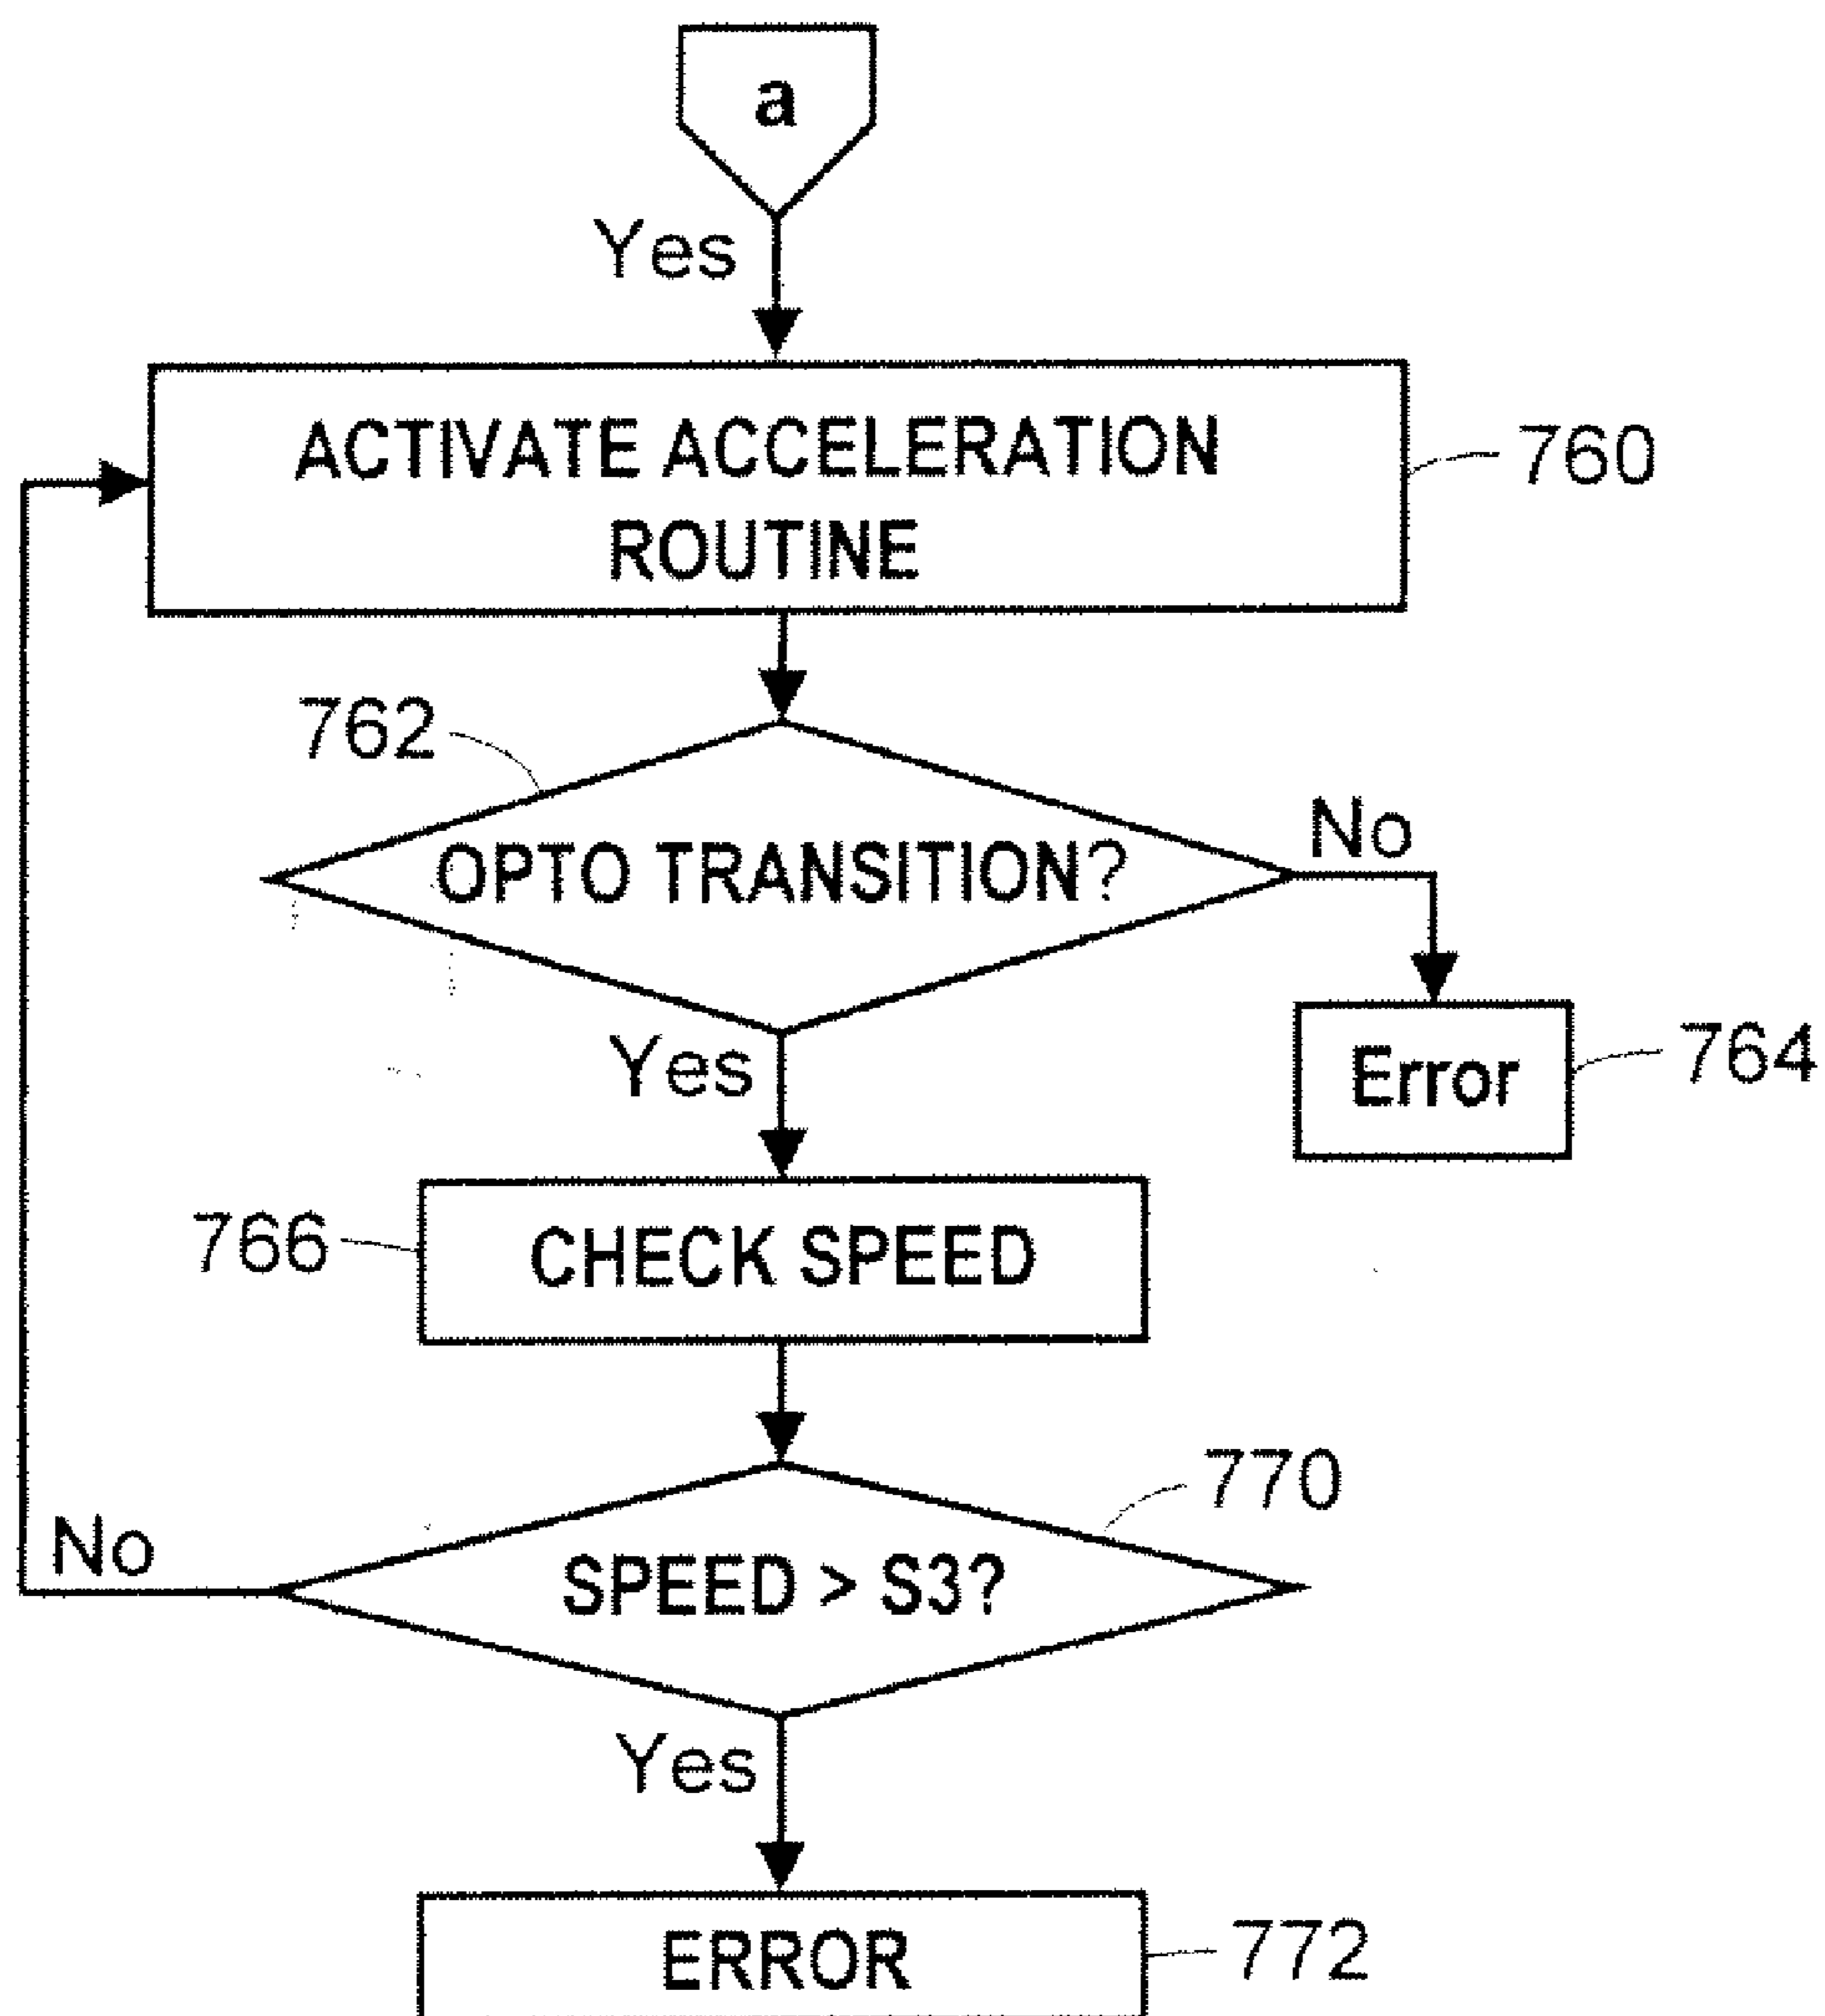 a
Yes
ACTIVATE ACCELERATION
ROUTINE
760
762
OPTO TRANSITION?
No
Yes
Error
764
766
CHECK SPEED
770
No
SPEED > S3?
Yes
ERROR
772